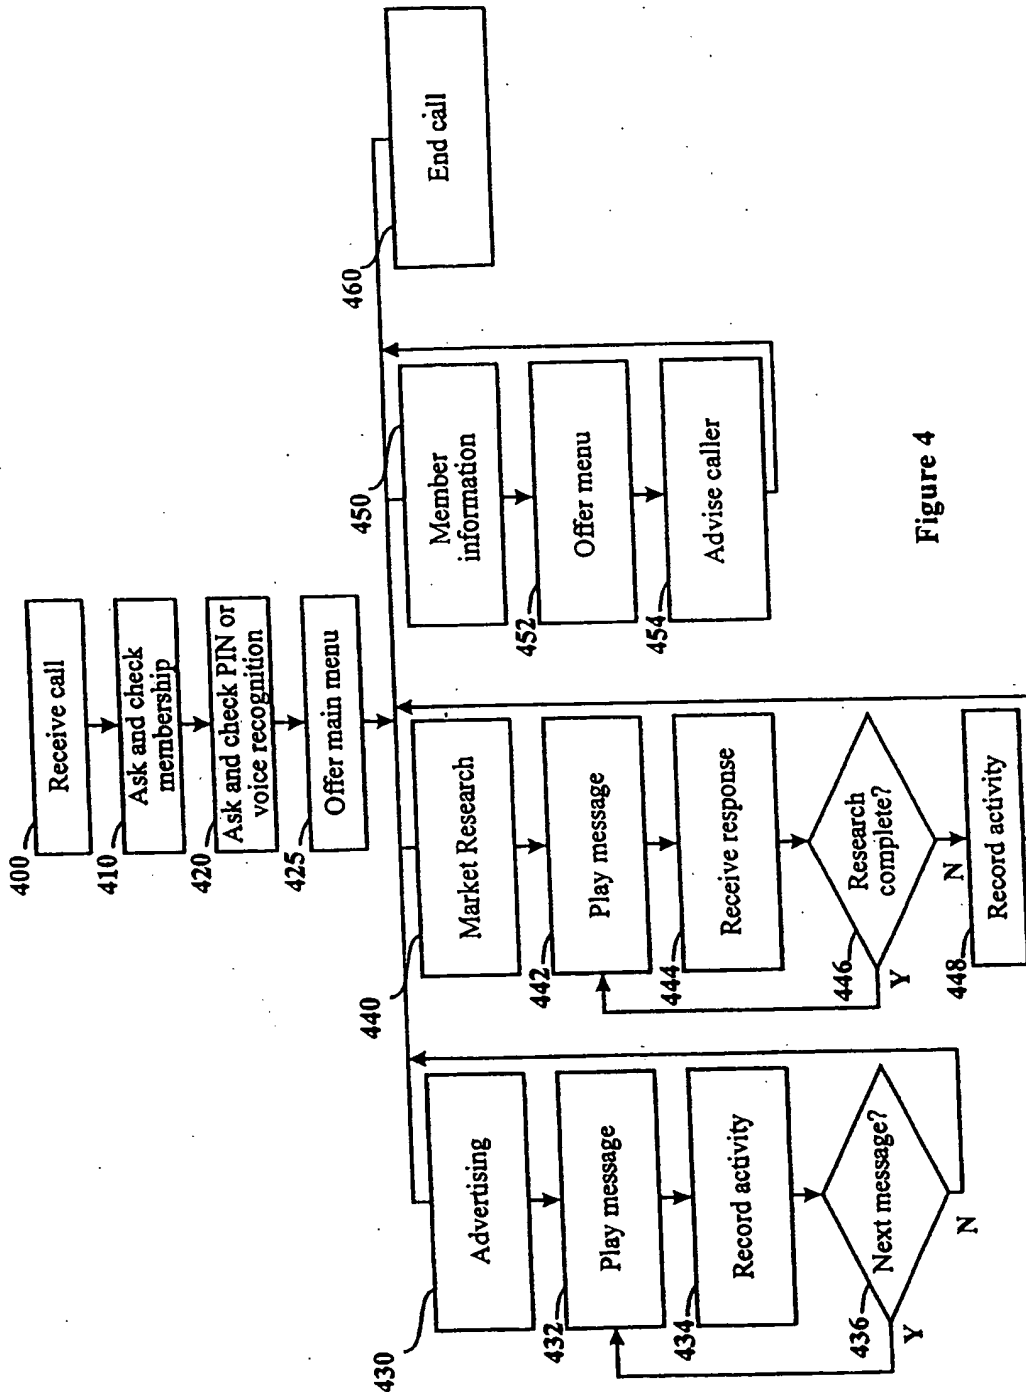 400
Receive call
410
Ask and check
membership
420
Ask and check PIN or
voice recognition
425
Offer main menu
430
Advertising
432
Play message
434
Record activity
436
Next message?
Y
N
440
Market Research
442
Play message
444
Receive response
446
Research
complete?
Y
N
448
Record activity
450
Member
information
452
Offer menu
454
Advise caller
460
End call
Figure 4